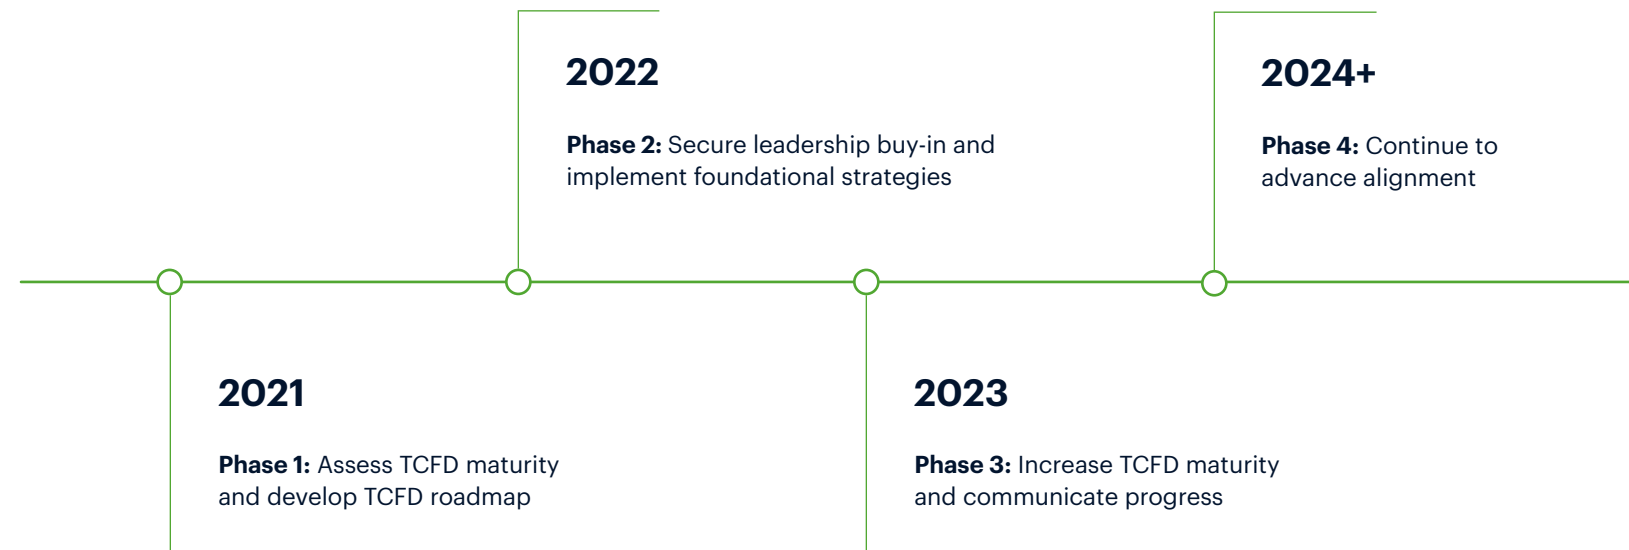 2022
Phase 2: Secure leadership buy-in and
implement foundational strategies
2024+
Phase 4: Continue to
advance alignment
2021
Phase 1: Assess TCFD maturity
and develop TCFD roadmap
2023
Phase 3: Increase TCFD maturity
and communicate progress